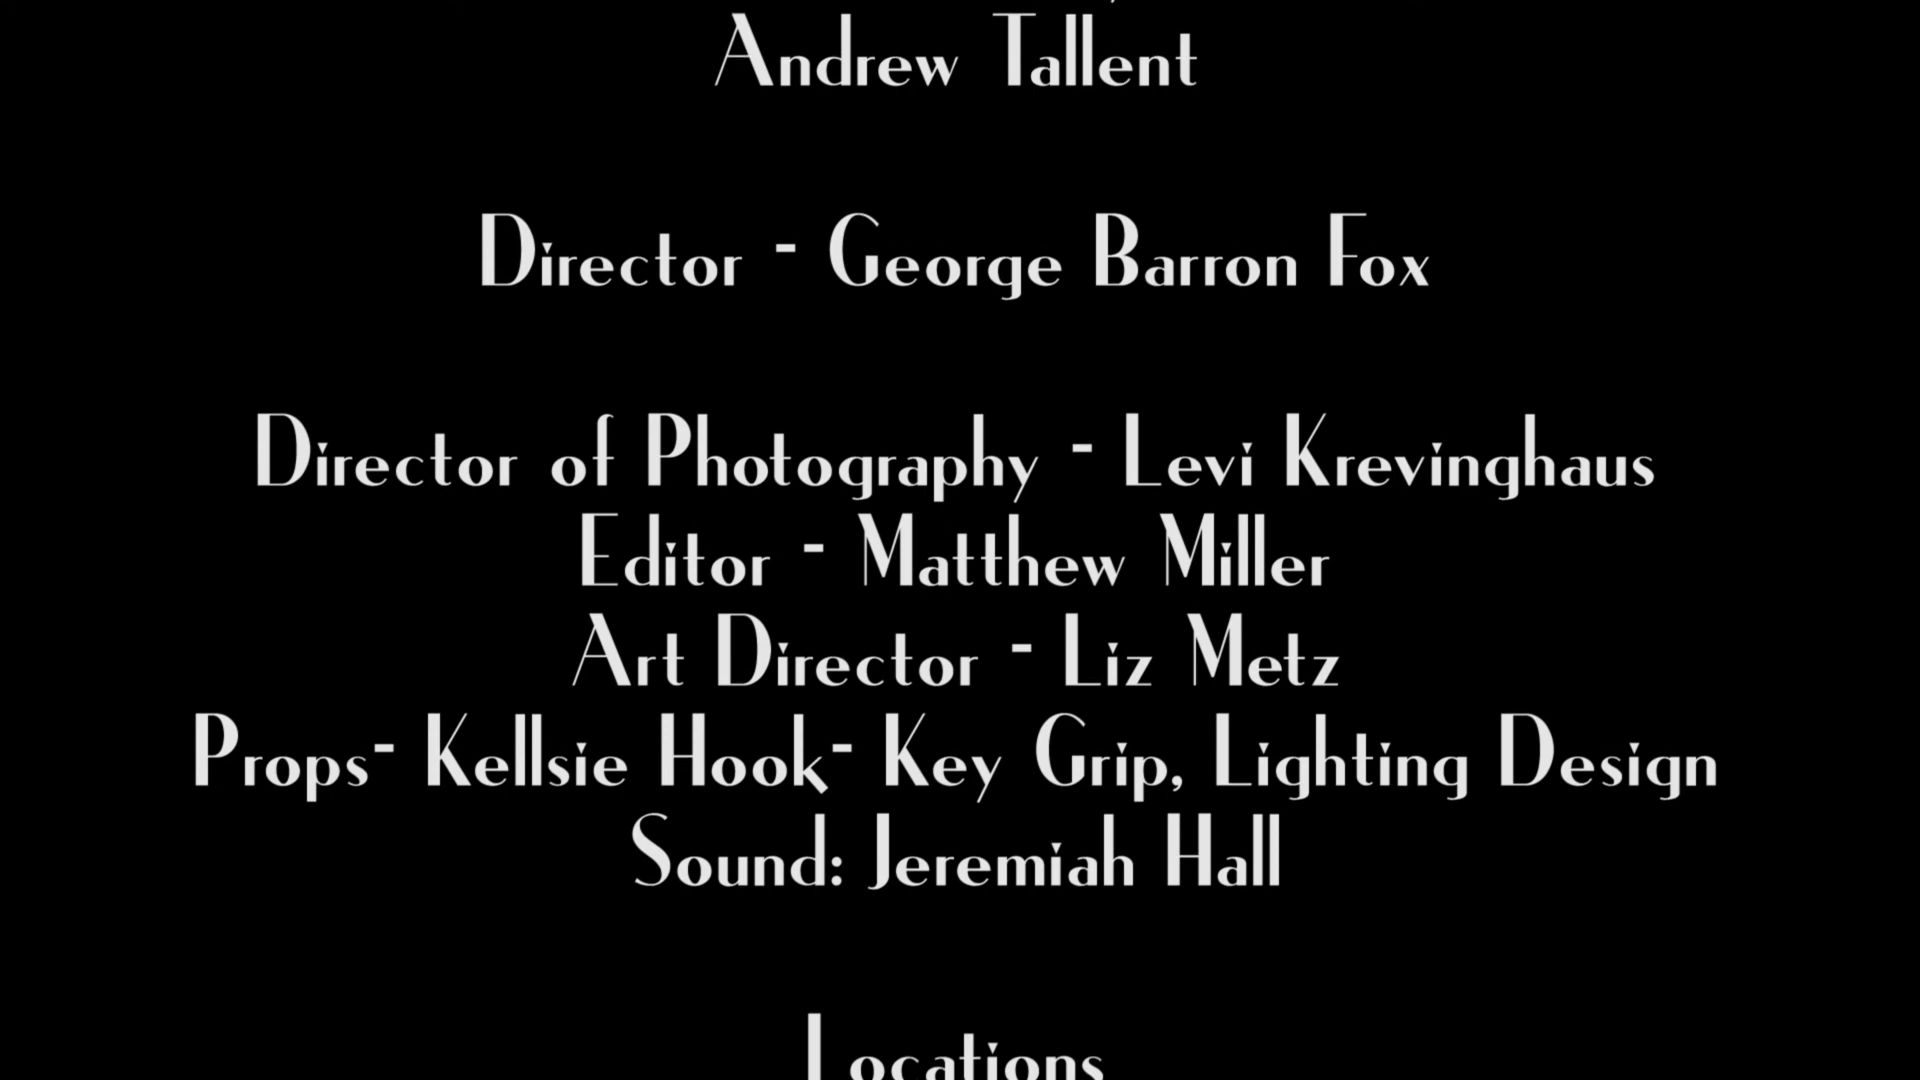 Andrew Tallent
Director - George Barron Fox
Director of Photography - Levi Krevinghaus
Editor - Matthew Miller
Art Director - Liz Metz
Props- Kellsie Hook- Key Grip, Lighting Design
Sound: Jeremiah Hall
Locations